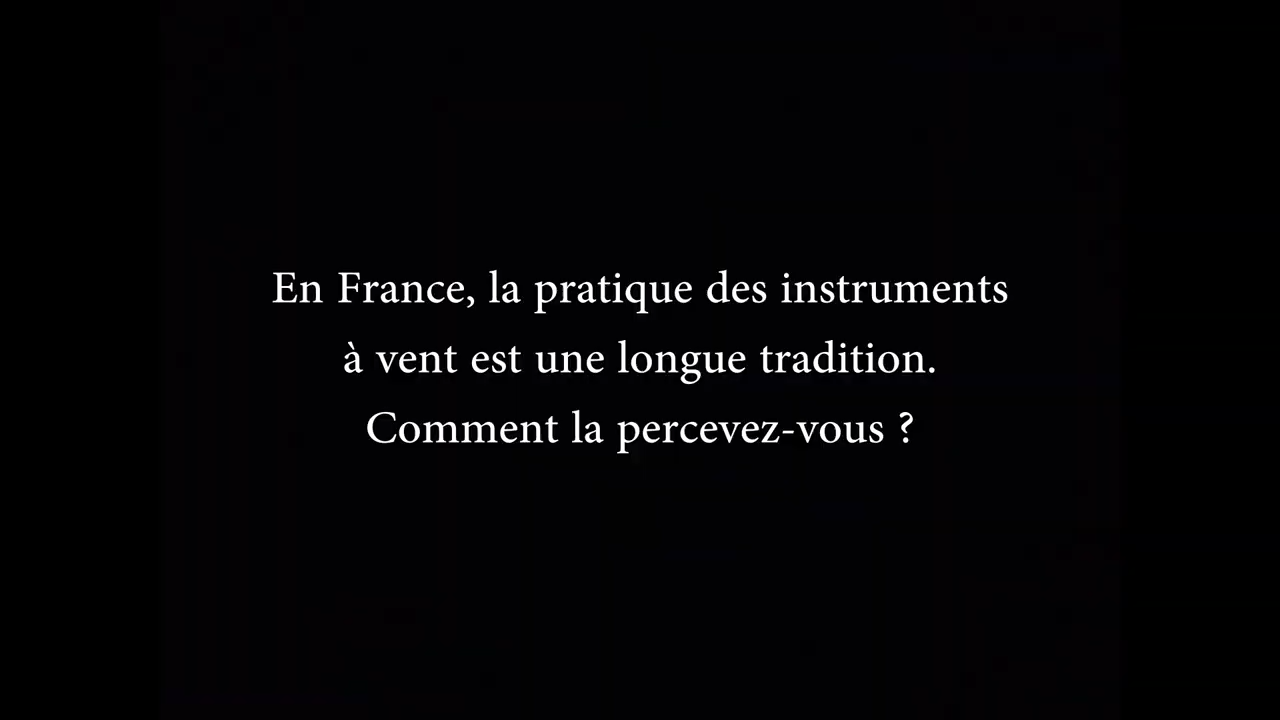 En France, la pratique des instruments
à vent est une longue tradition.
Comment la percevez-vous ?